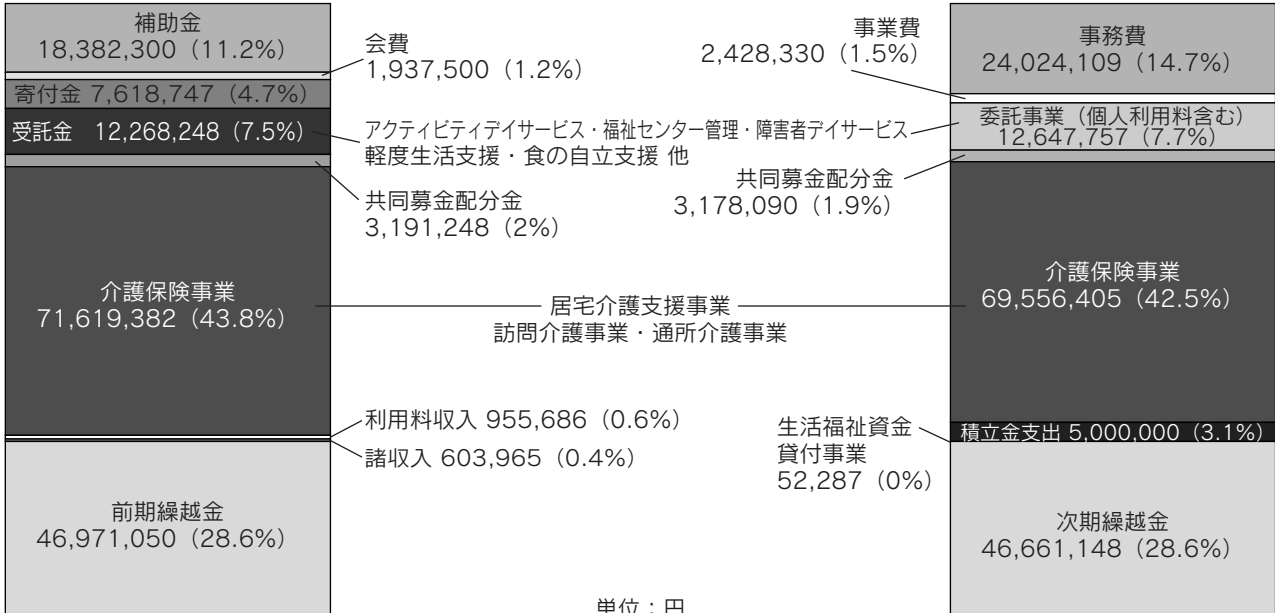 補助金
18,382,300（11.2%）
会費
1,937,500（1.2%）
寄付金 7,618,747（4.7%）
受託金　12,268,248（7.5%）
アクティビティデイサービス・福祉センター管理・障害者デイサービス
軽度生活支援・食の自立支援 他
共同募金配分金
3,191,248（2%）
介護保険事業
71,619,382（43.8%）
居宅介護支援事業
訪問介護事業・通所介護事業
利用料収入 955,686（0.6%）
諸収入 603,965（0.4%）
前期繰越金
46,971,050（28.6%）
事業費
2,428,330（1.5%）
事務費
24,024,109（14.7%）
委託事業（個人利用料含む）
12,647,757（7.7%）
共同募金配分金
3,178,090（1.9%）
介護保険事業
69,556,405（42.5%）
生活福祉資金
貸付事業
52,287（0%）
積立金支出 5,000,000（3.1%）
次期繰越金
46,661,148（28.6%）
単位：円